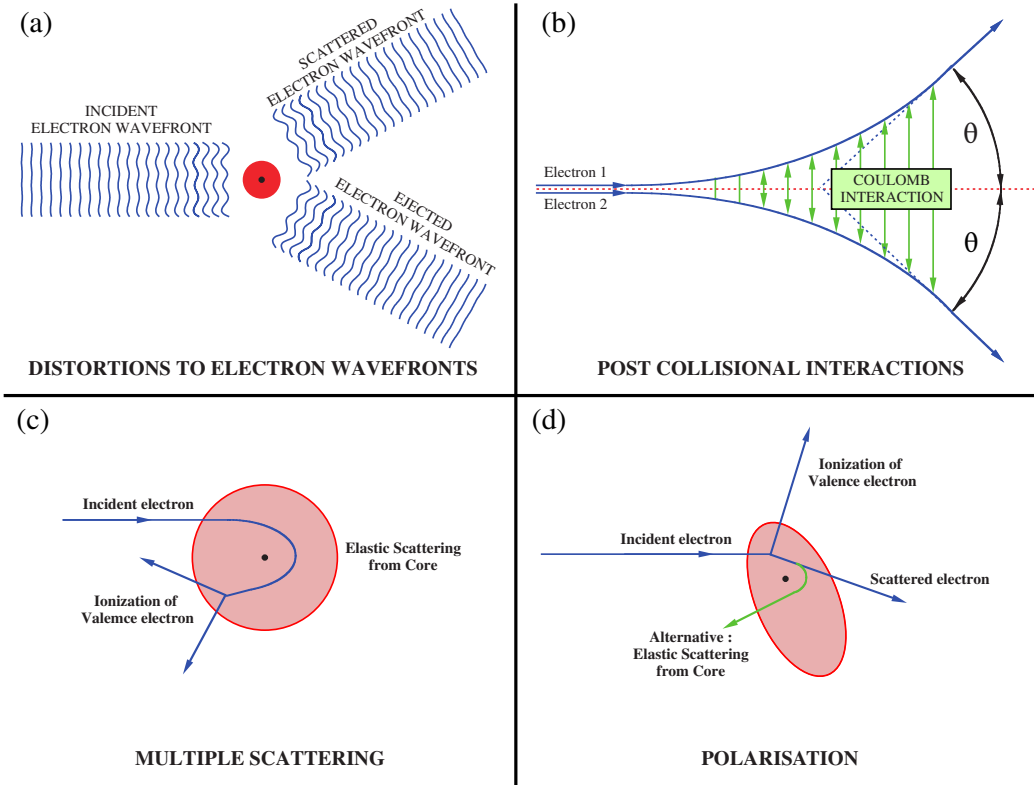 (a)
INCIDENT
ELECTRON WAVEFRONT
SCATTERED
ELECTRON WAVEFRONT
EJECTED
ELECTRON WAVEFRONT
DISTORTIONS TO ELECTRON WAVEFRONTS
(b)
Electron 1
Electron 2
COULOMB
INTERACTION
θ
θ
POST COLLISIONAL INTERACTIONS
(c)
Incident electron
Elastic Scattering
from Core
Ionization of
Valemce electron
MULTIPLE SCATTERING
(d)
Ionization of
Valence electron
Incident electron
Scattered electron
Alternative :
Elastic Scattering
from Core
POLARISATION